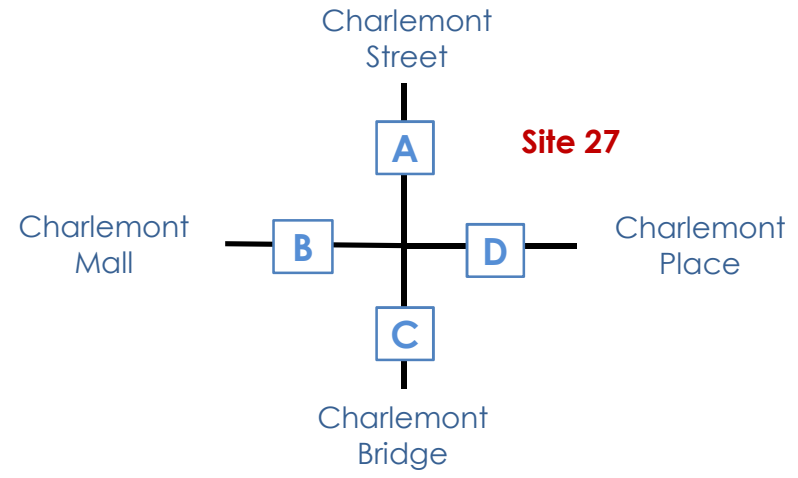 Charlemont
Street
A
Site 27
Charlemont
Mall
B
D
Charlemont
Place
C
Charlemont
Bridge